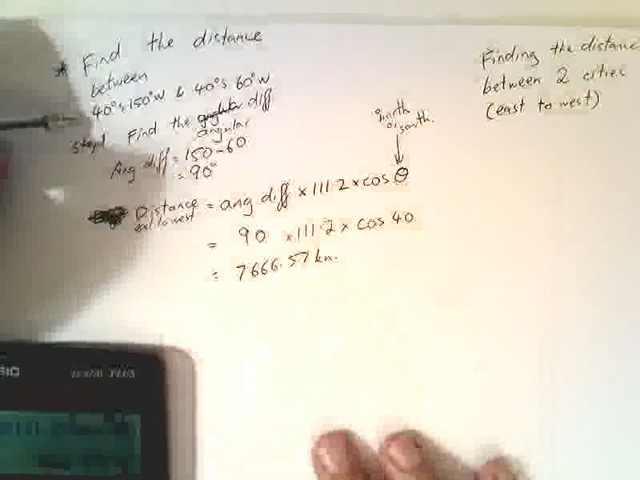 * Find the distance
between
40°s 150°W & 40°s 60°W
step1 Find the angular diff
angular
Ang diff = 150-60
= 90°
Distance = ang diff × 111.2 × cos θ
east to west
= 90 × 111.2 × cos 40
= 7666.57 km.
north
or south.
Finding the distance
between 2 cities
(east to west)